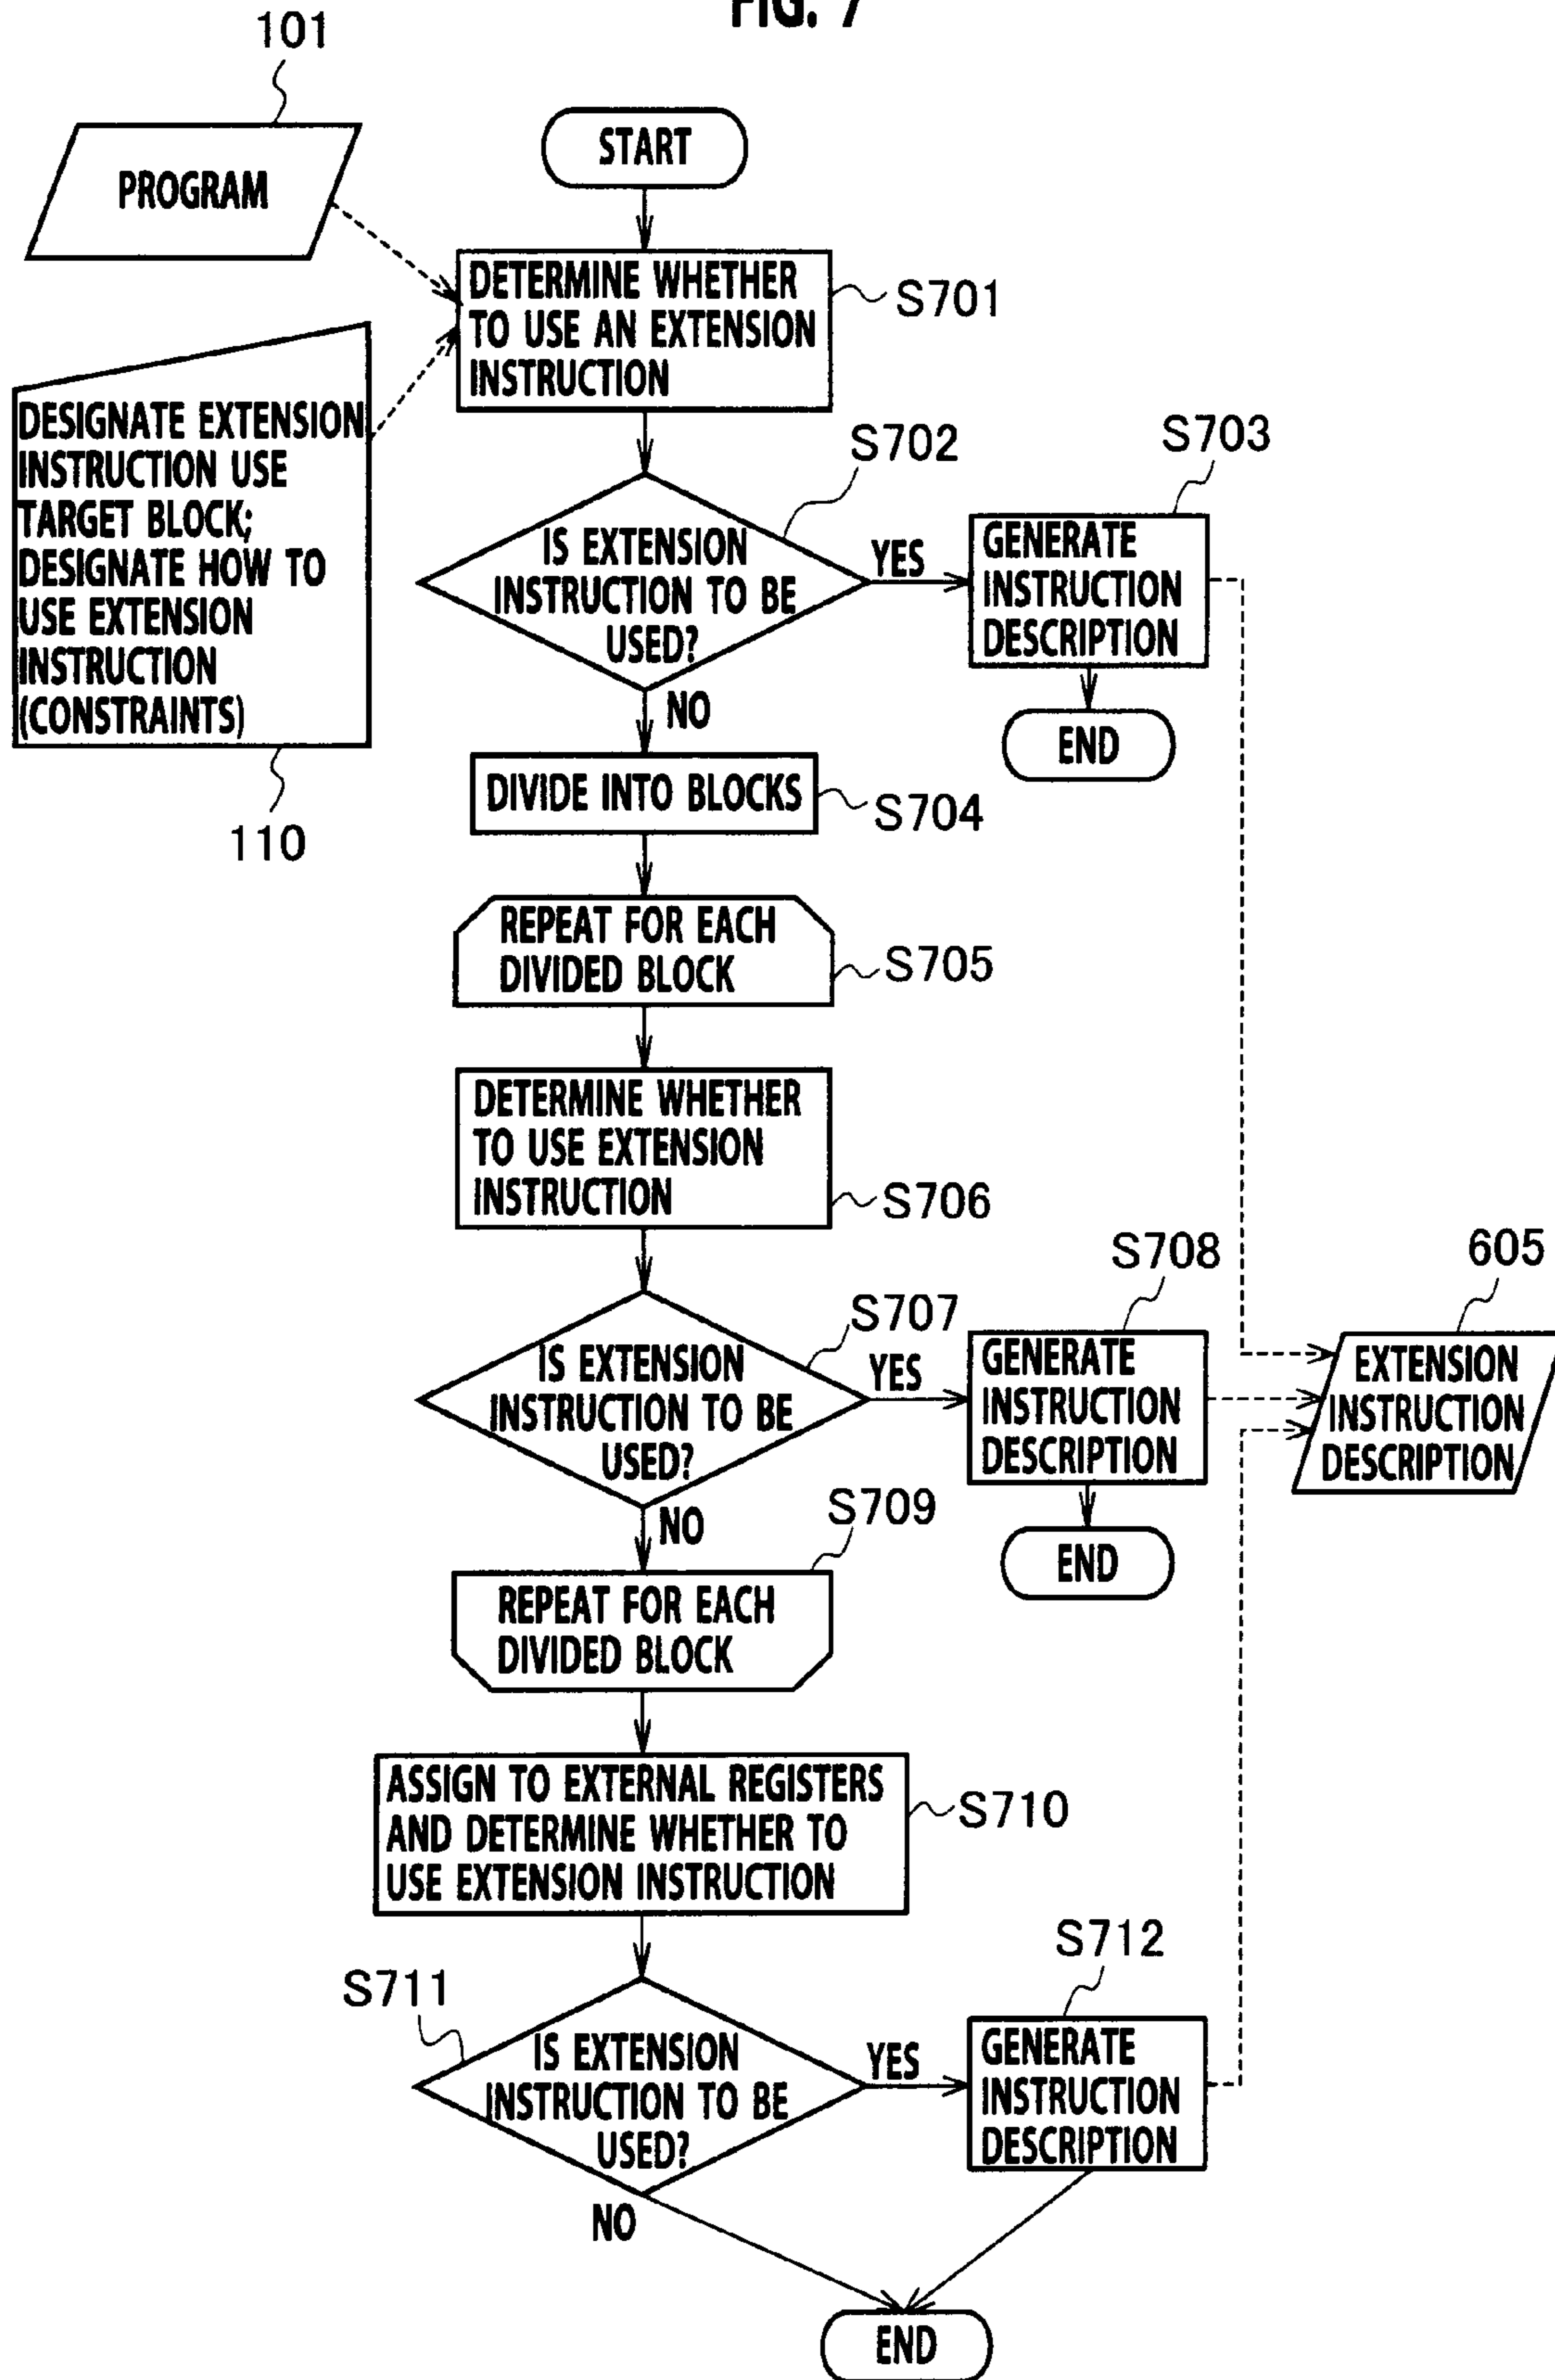 FIG. 7
101
PROGRAM
START
DETERMINE WHETHER
TO USE AN EXTENSION
INSTRUCTION
S701
DESIGNATE EXTENSION
INSTRUCTION USE
TARGET BLOCK;
DESIGNATE HOW TO
USE EXTENSION
INSTRUCTION
(CONSTRAINTS)
110
S702
IS EXTENSION
INSTRUCTION TO BE
USED?
YES
S703
GENERATE
INSTRUCTION
DESCRIPTION
END
NO
DIVIDE INTO BLOCKS
S704
REPEAT FOR EACH
DIVIDED BLOCK
S705
DETERMINE WHETHER
TO USE EXTENSION
INSTRUCTION
S706
S707
IS EXTENSION
INSTRUCTION TO BE
USED?
YES
S708
GENERATE
INSTRUCTION
DESCRIPTION
END
605
EXTENSION
INSTRUCTION
DESCRIPTION
NO
S709
REPEAT FOR EACH
DIVIDED BLOCK
ASSIGN TO EXTERNAL REGISTERS
AND DETERMINE WHETHER TO
USE EXTENSION INSTRUCTION
S710
S711
IS EXTENSION
INSTRUCTION TO BE
USED?
YES
S712
GENERATE
INSTRUCTION
DESCRIPTION
NO
END